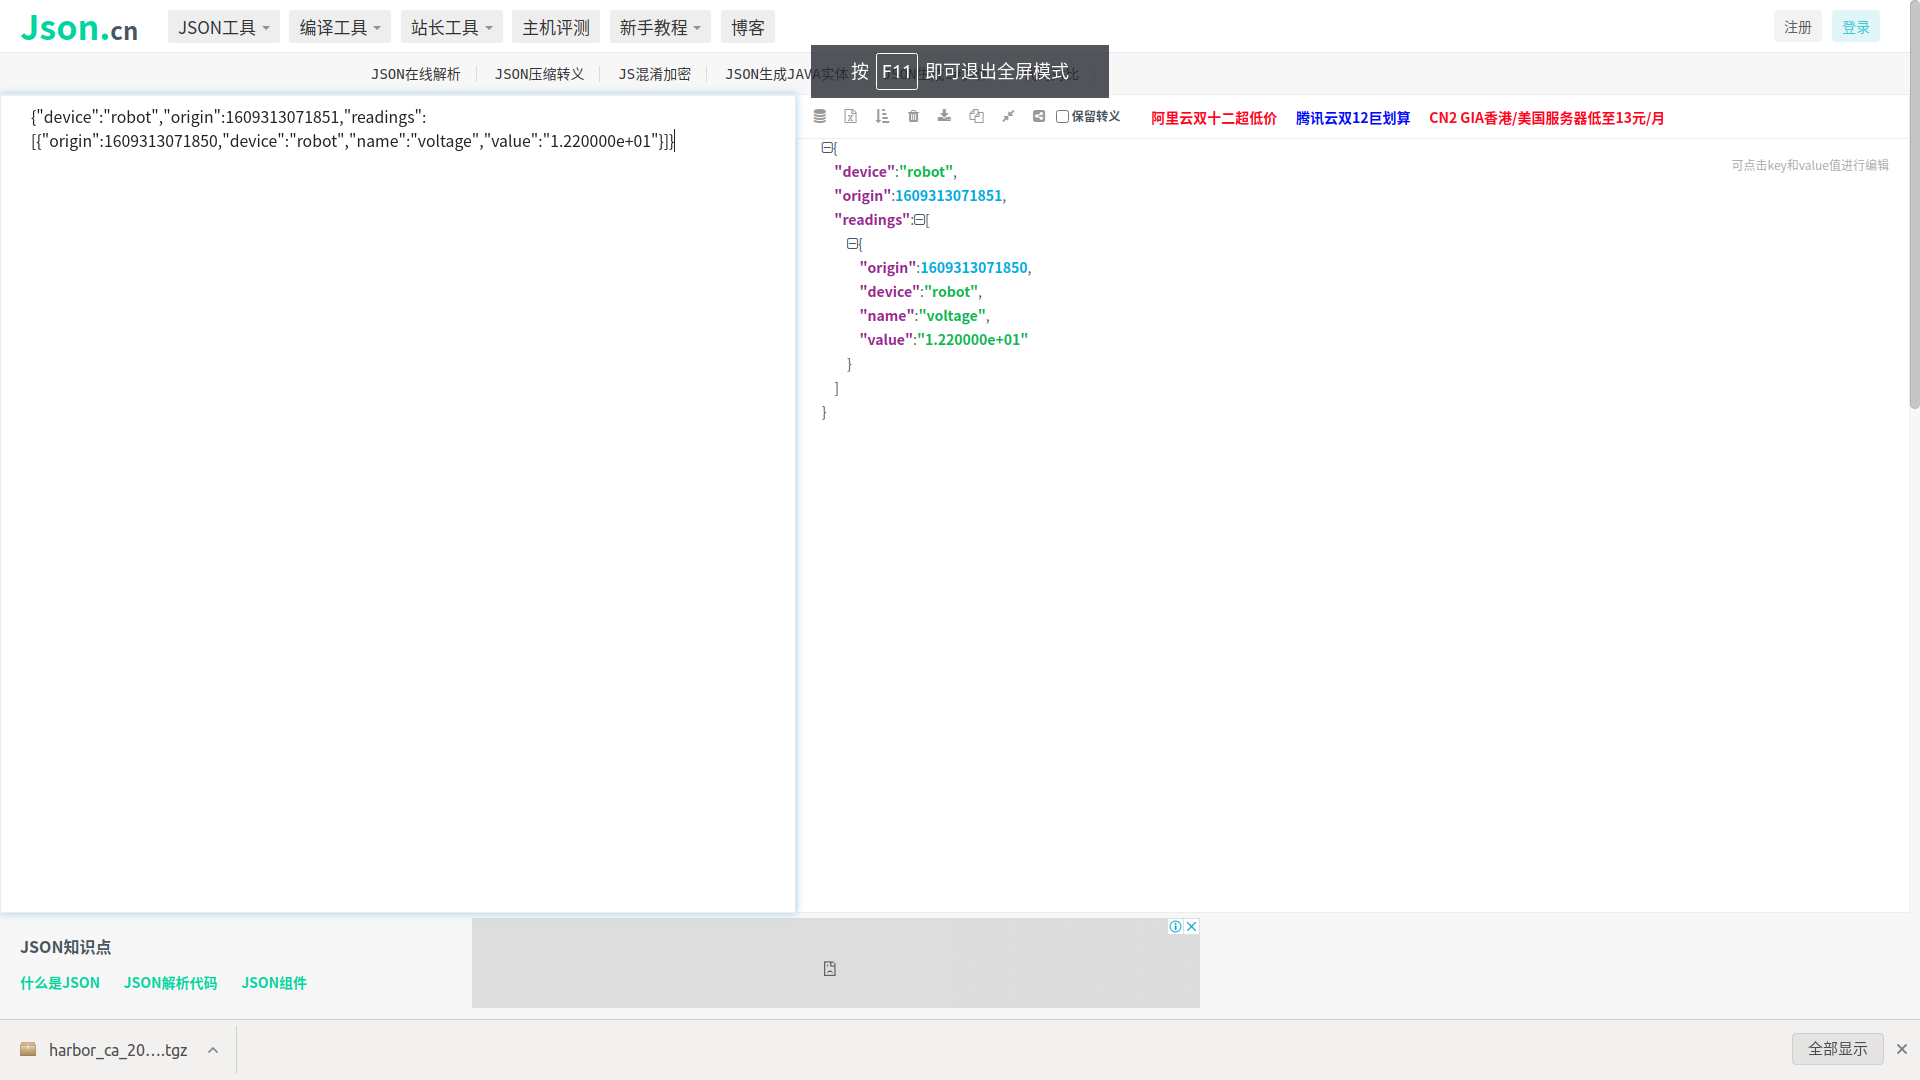 Json.cn
JSON工具
编译工具
站长工具
主机评测
新手教程
博客
注册
登录
JSON在线解析
JSON压缩转义
JS混淆加密
JSON生成JAVA实体
按 F11 即可退出全屏模式
{"device":"robot","origin":1609313071851,"readings":
[{"origin":1609313071850,"device":"robot","name":"voltage","value":"1.220000e+01"}]}
保留转义
阿里云双十二超低价
腾讯云双12巨划算
CN2 GIA香港/美国服务器低至13元/月
可点击key和value值进行编辑
{
"device":"robot",
"origin":1609313071851,
"readings":[
{
"origin":1609313071850,
"device":"robot",
"name":"voltage",
"value":"1.220000e+01"
}
]
}
JSON知识点
什么是JSON
JSON解析代码
JSON组件
harbor_ca_20....tgz
全部显示